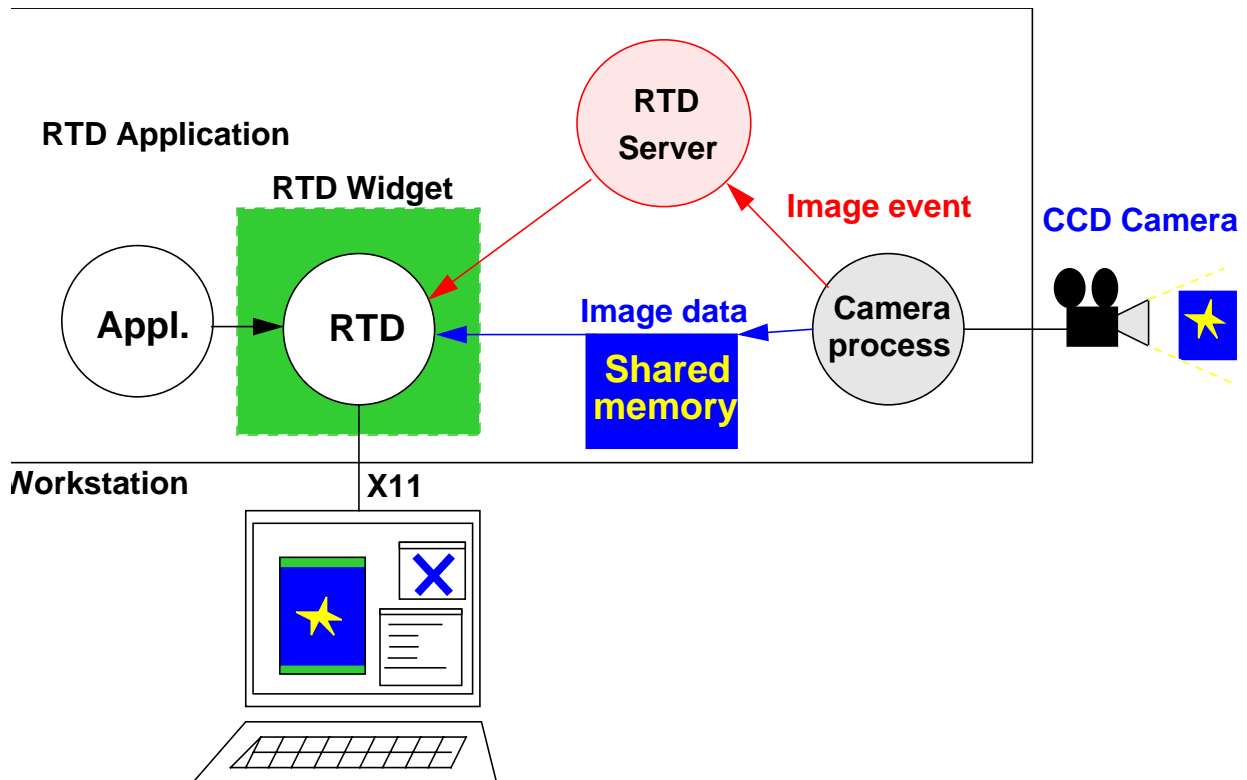 RTD
Server
RTD Application
RTD Widget
Image event
CCD Camera
Appl.
RTD
Image data
Camera
process
Shared
memory
Workstation
X11